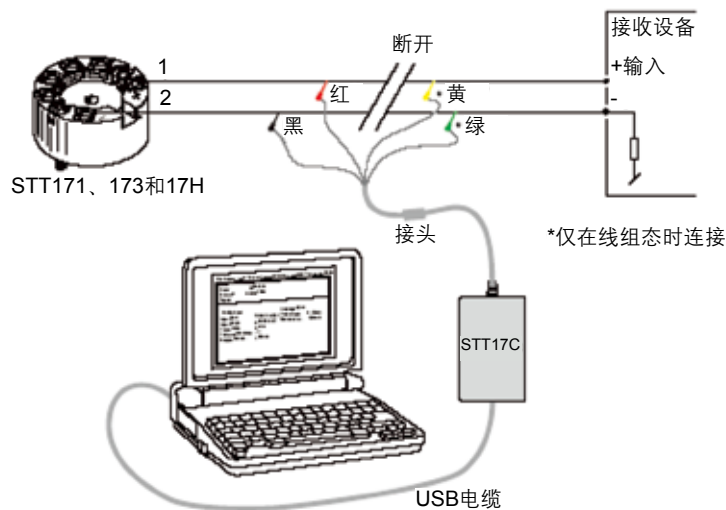 接收设备
断开
1
+输入
红
*黄
2
-
黑
*绿
STT171、173和17H
接头
*仅在线组态时连接
STT17C
USB电缆